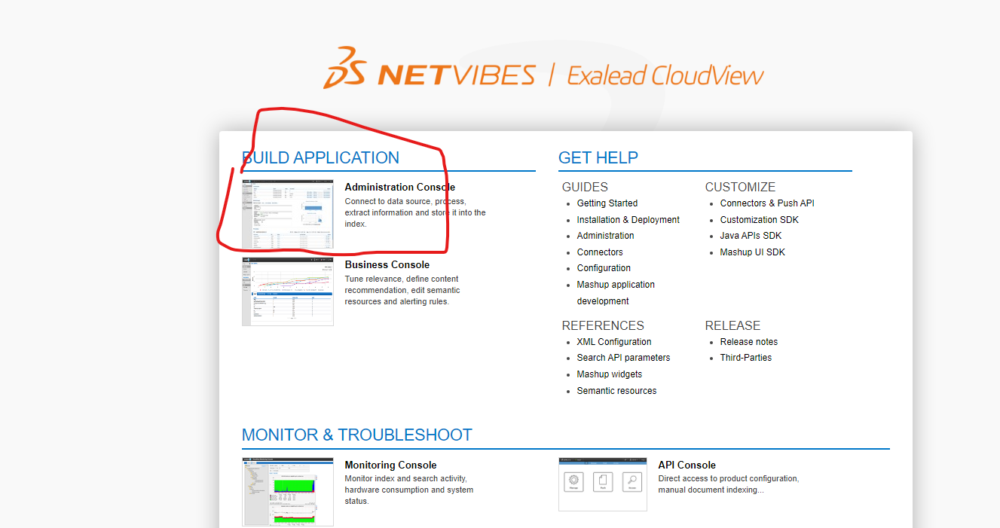 NETVIBES | Exalead CloudView
BUILD APPLICATION
Administration Console
Connect to data source, process,
extract information and store it into the
index.
Business Console
Tune relevance, define content
recommendation, edit semantic
resources and alerting rules.
GET HELP
GUIDES
Getting Started
Installation & Deployment
Administration
Connectors
Configuration
Mashup application
development
CUSTOMIZE
Connectors & Push API
Customization SDK
Java APIs SDK
Mashup UI SDK
REFERENCES
XML Configuration
Search API parameters
Mashup widgets
Semantic resources
RELEASE
Release notes
Third-Parties
MONITOR & TROUBLESHOOT
Monitoring Console
Monitor index and search activity,
hardware consumption and system
status.
API Console
Direct access to product configuration,
manual document indexing...